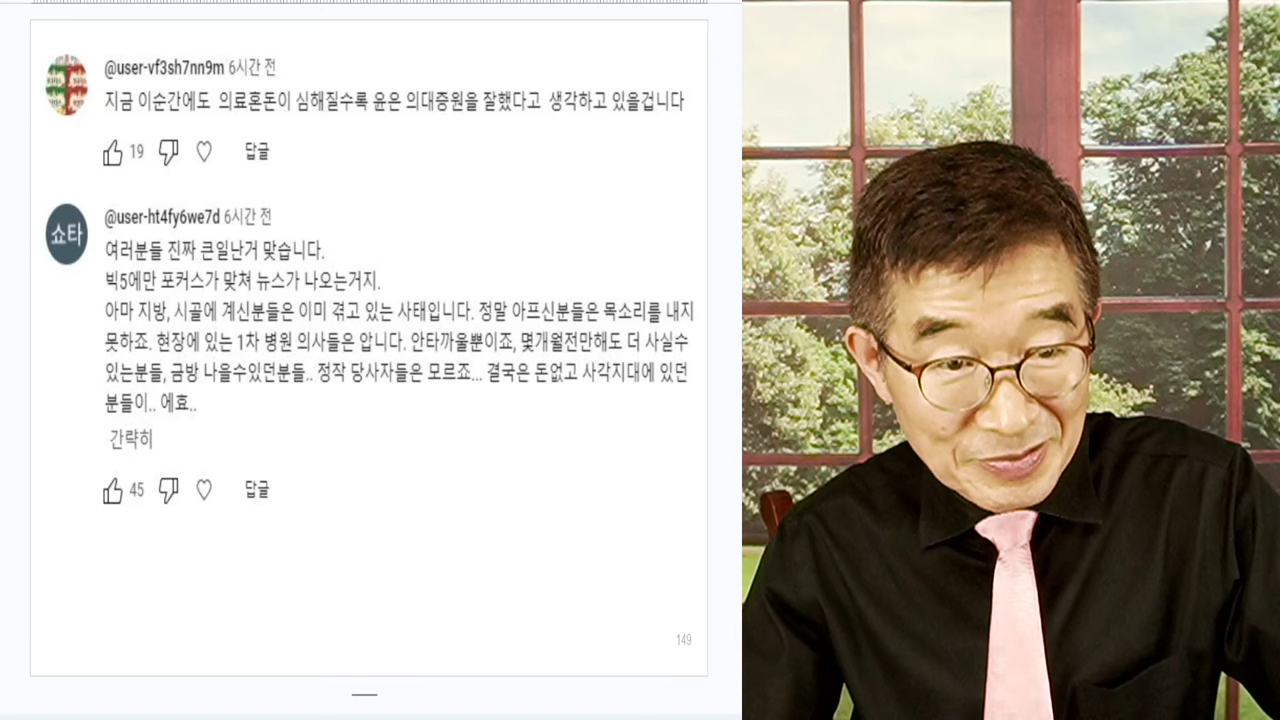 @user-vf3sh7nn9m 6시간 전
지금 이순간에도 의료혼돈이 심해질수록 윤은 의대증원을 잘했다고 생각하고 있을겁니다
19 답글
쇼타
@user-ht4fy6we7d 6시간 전
여러분들 진짜 큰일난거 맞습니다.
빅5에만 포커스가 맞쳐 뉴스가 나오는거지.
아마 지방, 시골에 계신분들은 이미 겪고 있는 사태입니다. 정말 아프신분들은 목소리를 내지
못하죠. 현장에 있는 1차 병원 의사들은 압니다. 안타까울뿐이죠, 몇개월전만해도 더 사실수
있는분들, 금방 나을수있던분들.. 정작 당사자들은 모르죠... 결국은 돈없고 사각지대에 있던
분들이.. 에효..
간략히
45 답글
149